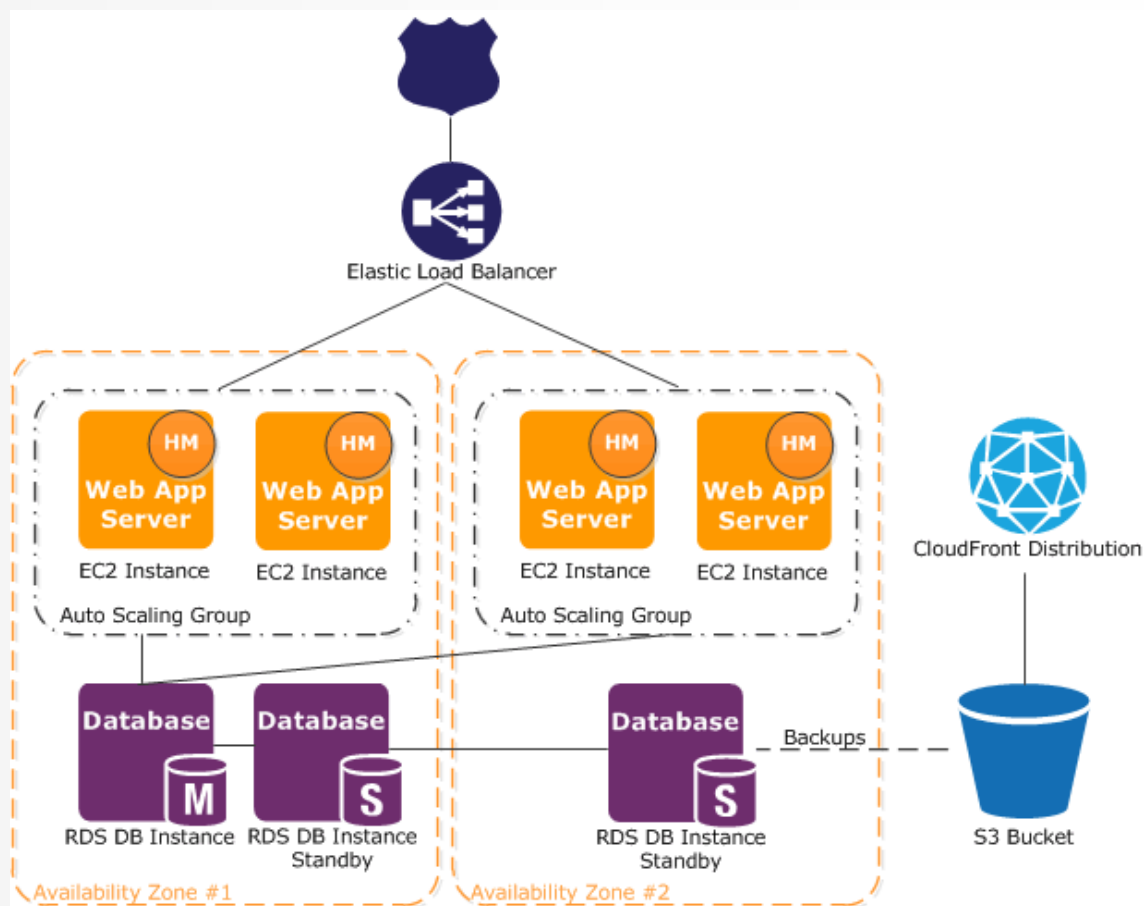 Elastic Load Balancer
HM
Web App
Server
EC2 Instance
HM
Web App
Server
EC2 Instance
Auto Scaling Group
HM
Web App
Server
EC2 Instance
HM
Web App
Server
EC2 Instance
Auto Scaling Group
CloudFront Distribution
Database
M
RDS DB Instance
Database
S
RDS DB Instance
Standby
Availability Zone #1
Database
S
RDS DB Instance
Standby
Availability Zone #2
Backups
S3 Bucket